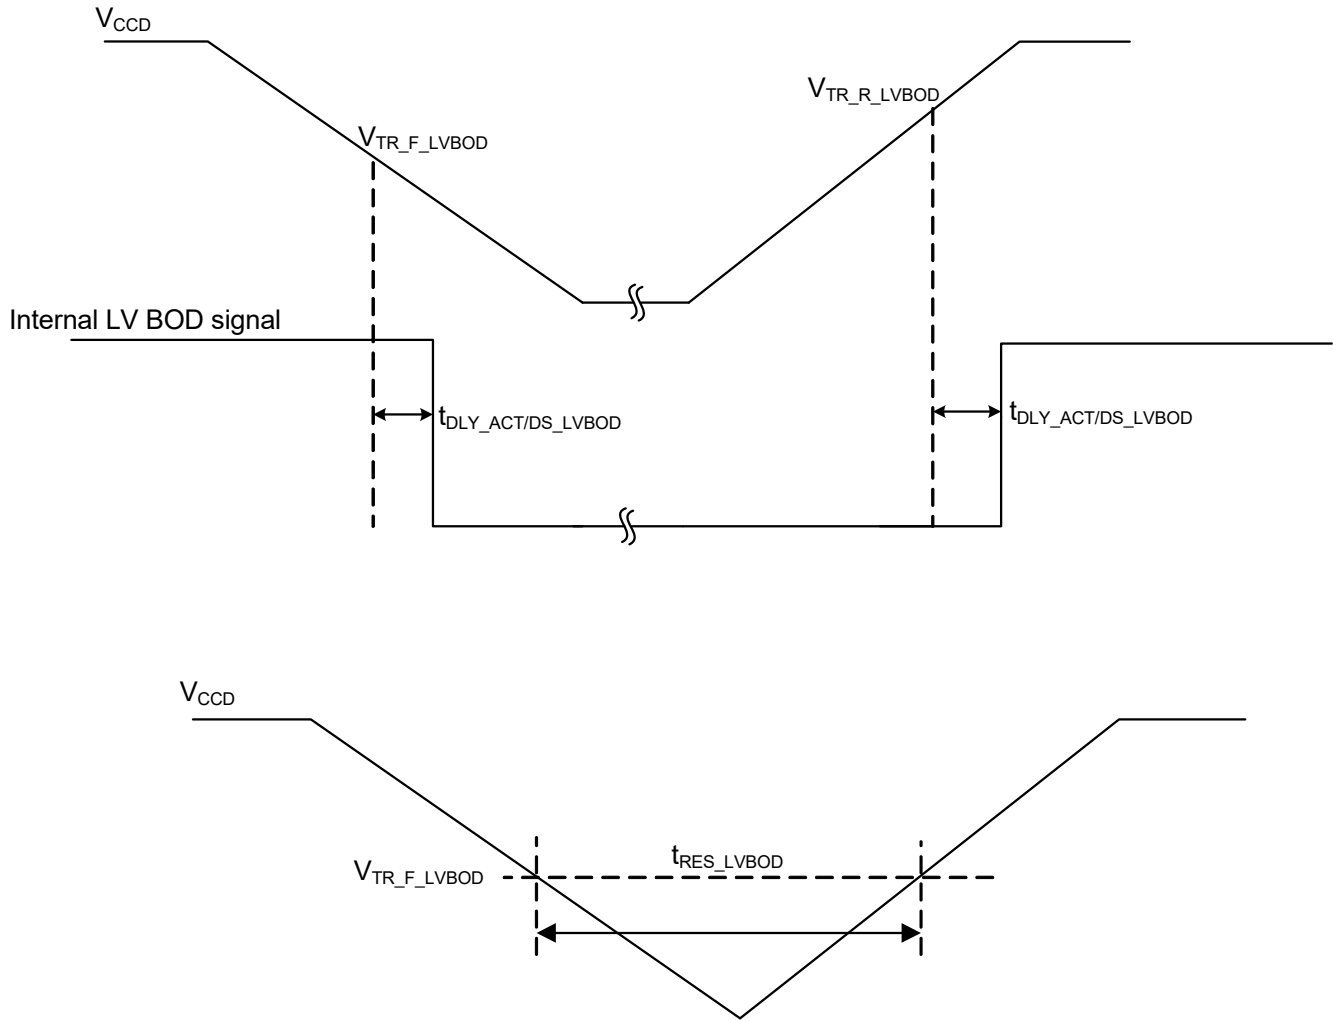 VCCD
VTR_R_LVBOD
VTR_F_LVBOD
Internal LV BOD signal
tDLY_ACT/DS_LVBOD
tDLY_ACT/DS_LVBOD
VCCD
tRES_LVBOD
VTR_F_LVBOD